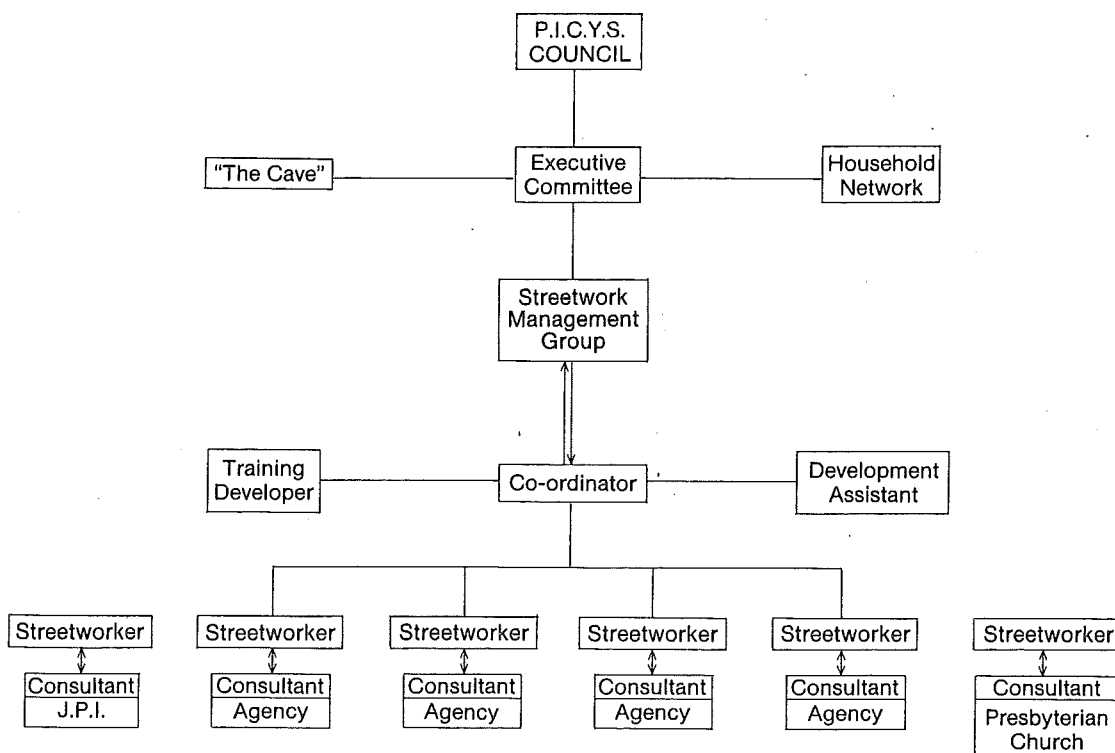 P.I.C.Y.S.
COUNCIL
"The Cave"
Executive
Committee
Household
Network
Streetwork
Management
Group
Training
Developer
Co-ordinator
Development
Assistant
Streetworker
Streetworker
Streetworker
Streetworker
Streetworker
Streetworker
Consultant
J.P.I.
Consultant
Agency
Consultant
Agency
Consultant
Agency
Consultant
Agency
Consultant
Presbyterian
Church